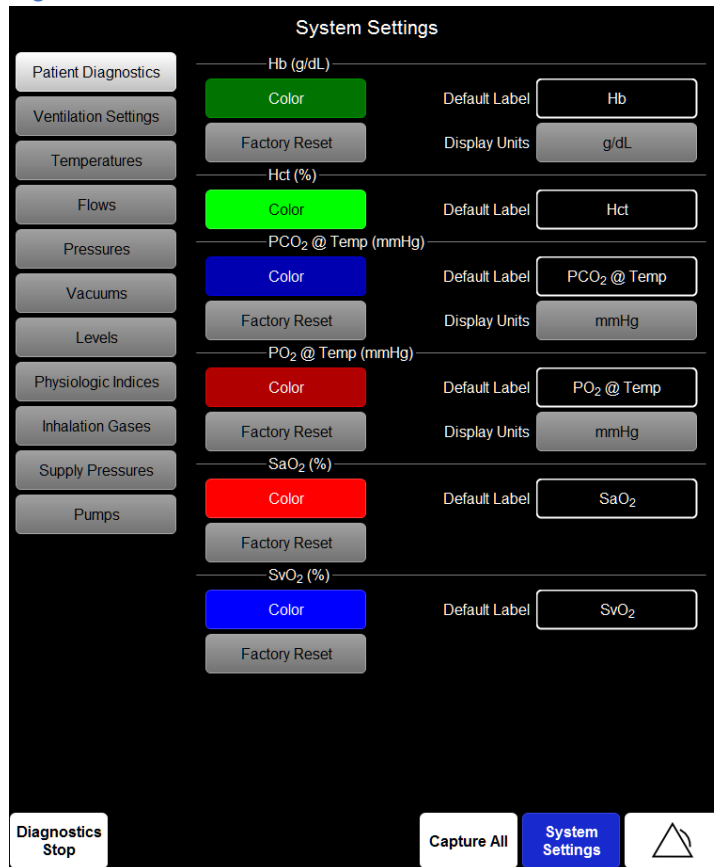 System Settings
Patient Diagnostics
Ventilation Settings
Temperatures
Flows
Pressures
Vacuums
Levels
Physiologic Indices
Inhalation Gases
Supply Pressures
Pumps
Hb (g/dL)
Color Default Label Hb
Factory Reset Display Units g/dL
Hct (%)
Color Default Label Hct
PCO₂ @ Temp (mmHg)
Color Default Label PCO₂ @ Temp
Factory Reset Display Units mmHg
PO₂ @ Temp (mmHg)
Color Default Label PO₂ @ Temp
Factory Reset Display Units mmHg
SaO₂ (%)
Color Default Label SaO₂
Factory Reset
SvO₂ (%)
Color Default Label SvO₂
Factory Reset
Diagnostics
Stop
Capture All
System
Settings